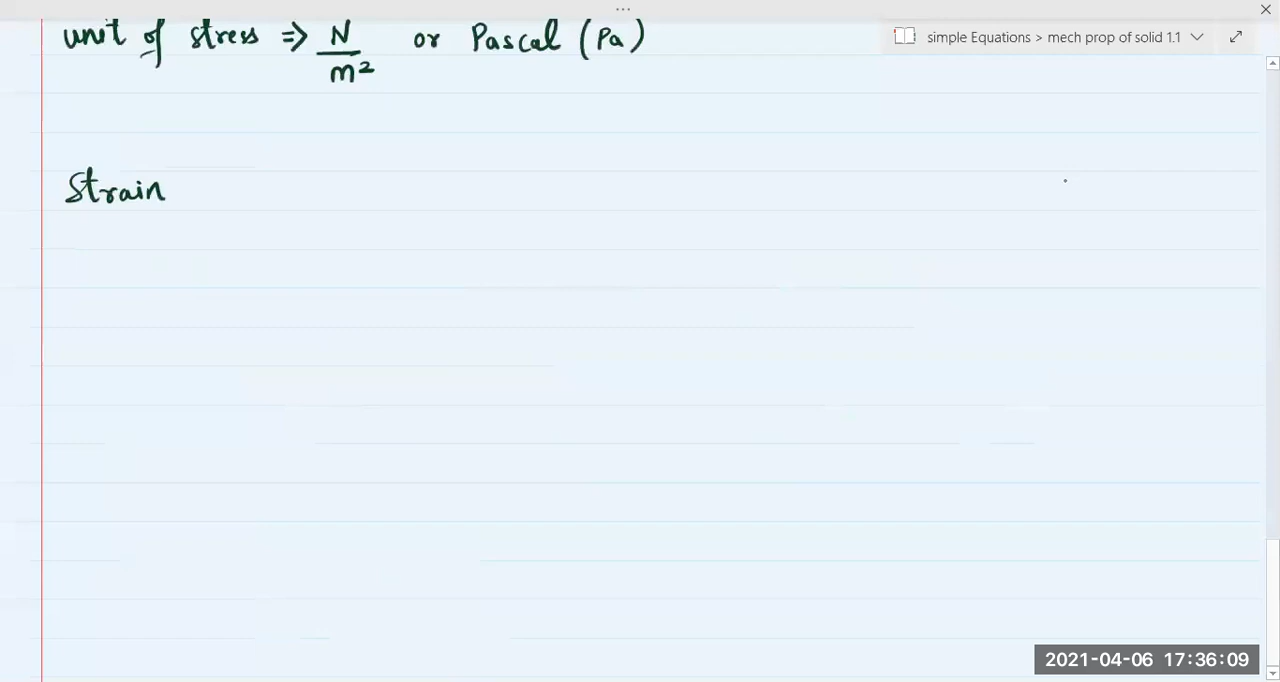 ...
simple Equations > mech prop of solid 1.1
unit of stress ⇒ N/m² or Pascal (Pa)
Strain
2021-04-06 17:36:09